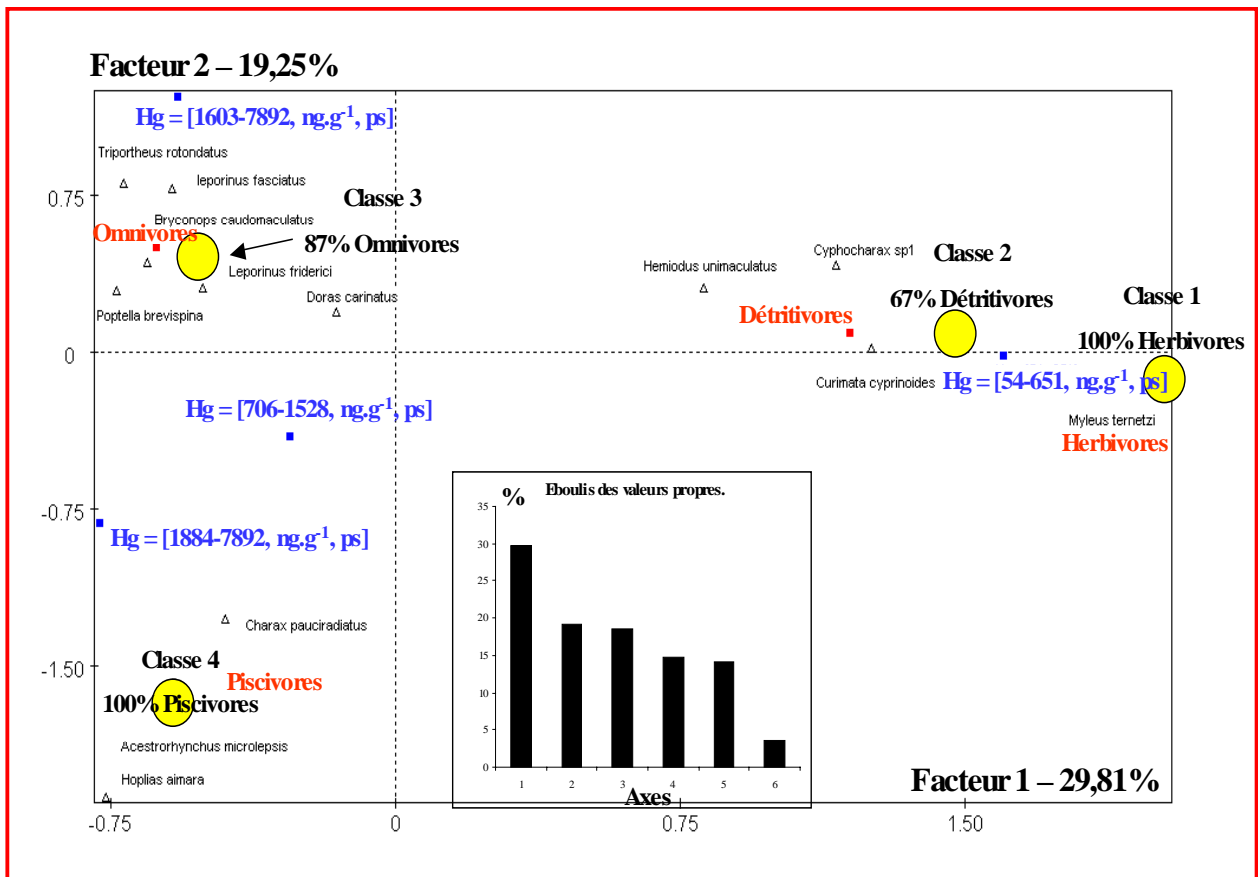 Facteur 2 – 19,25%
Hg = [1603-7892, ng.g-1, ps]
Triportheus rotondatus
leporinus fasciatus
0.75
Classe 3
Bryconops caudomaculatus
Omnivores
87% Omnivores
Leporinus friderici
Doras carinatus
Poptella brevispina
Hemiodus unimaculatus
Cyphocharax sp1
Classe 2
67% Détritivores
Détritivores
Classe 1
100% Herbivores
0
Curimata cyprinoides
Hg = [54-651, ng.g-1, ps]
Myleus ternetzi
Herbivores
Hg = [706-1528, ng.g-1, ps]
-0.75
Hg = [1884-7892, ng.g-1, ps]
Charax pauciradiatus
-1.50
Classe 4
Piscivores
100% Piscivores
Acestrorhynchus microlepsis
Hoplias aimara
% Eboulis des valeurs propres.
35
30
25
20
15
10
5
0
1 2 3 4 5 6
Axes
Facteur 1 – 29,81%
-0.75 0 0.75 1.50